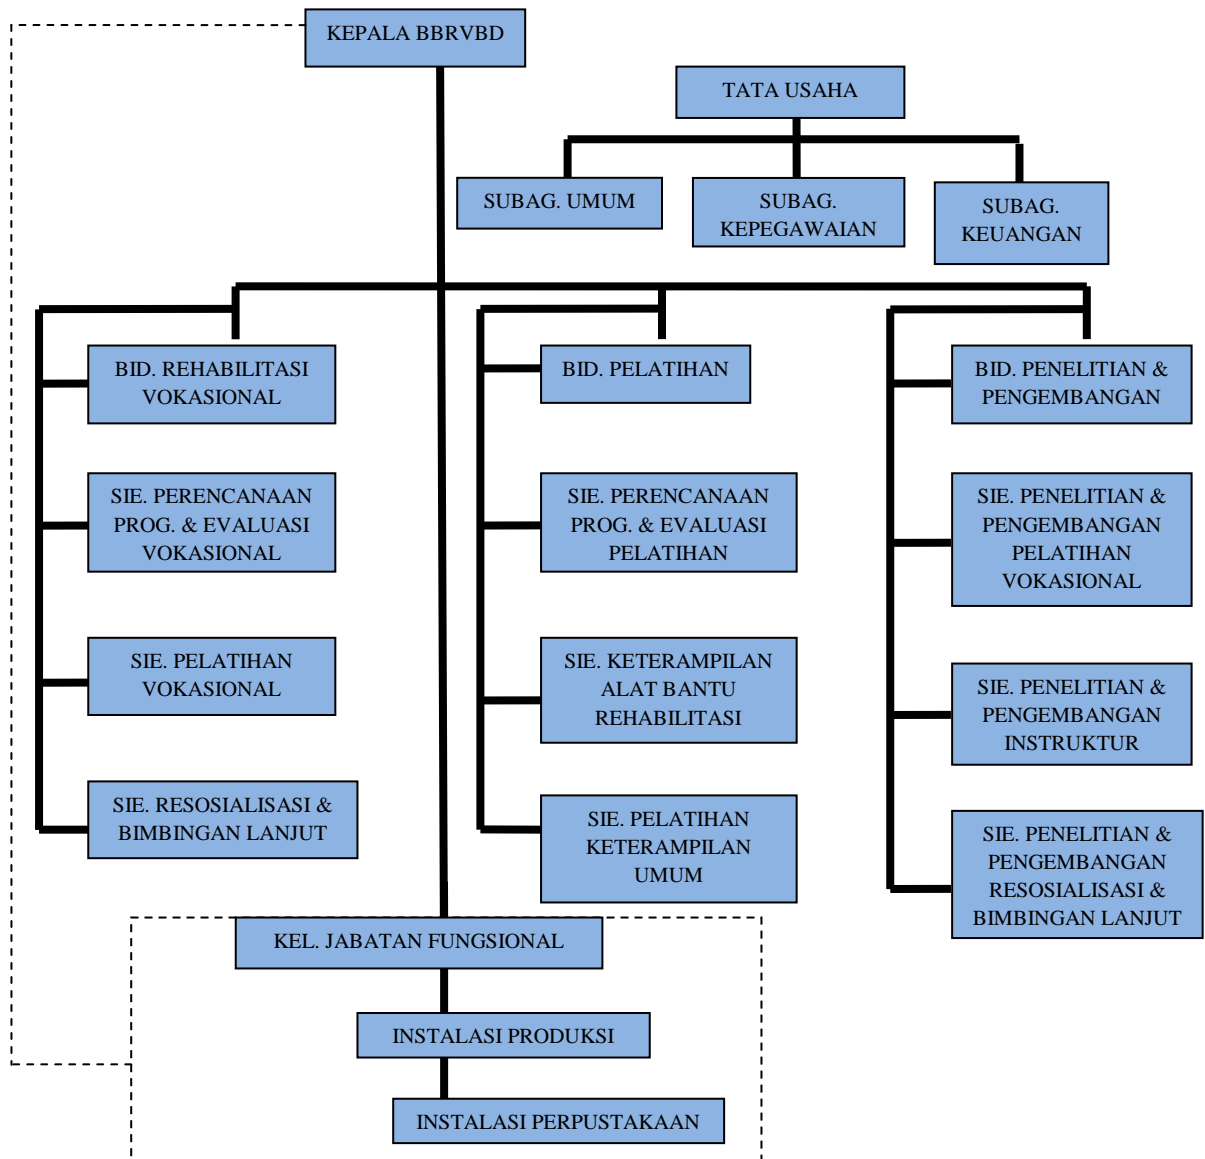 KEPALA BBRVBD
TATA USAHA
SUBAG. UMUM
SUBAG.
KEPEGAWAIAN
SUBAG.
KEUANGAN
BID. REHABILITASI
VOKASIONAL
SIE. PERENCANAAN
PROG. & EVALUASI
VOKASIONAL
SIE. PELATIHAN
VOKASIONAL
SIE. RESOSIALISASI &
BIMBINGAN LANJUT
BID. PELATIHAN
SIE. PERENCANAAN
PROG. & EVALUASI
PELATIHAN
SIE. KETERAMPILAN
ALAT BANTU
REHABILITASI
SIE. PELATIHAN
KETERAMPILAN
UMUM
BID. PENELITIAN &
PENGEMBANGAN
SIE. PENELITIAN &
PENGEMBANGAN
PELATIHAN
VOKASIONAL
SIE. PENELITIAN &
PENGEMBANGAN
INSTRUKTUR
SIE. PENELITIAN &
PENGEMBANGAN
RESOSIALISASI &
BIMBINGAN LANJUT
KEL. JABATAN FUNGSIONAL
INSTALASI PRODUKSI
INSTALASI PERPUSTAKAAN